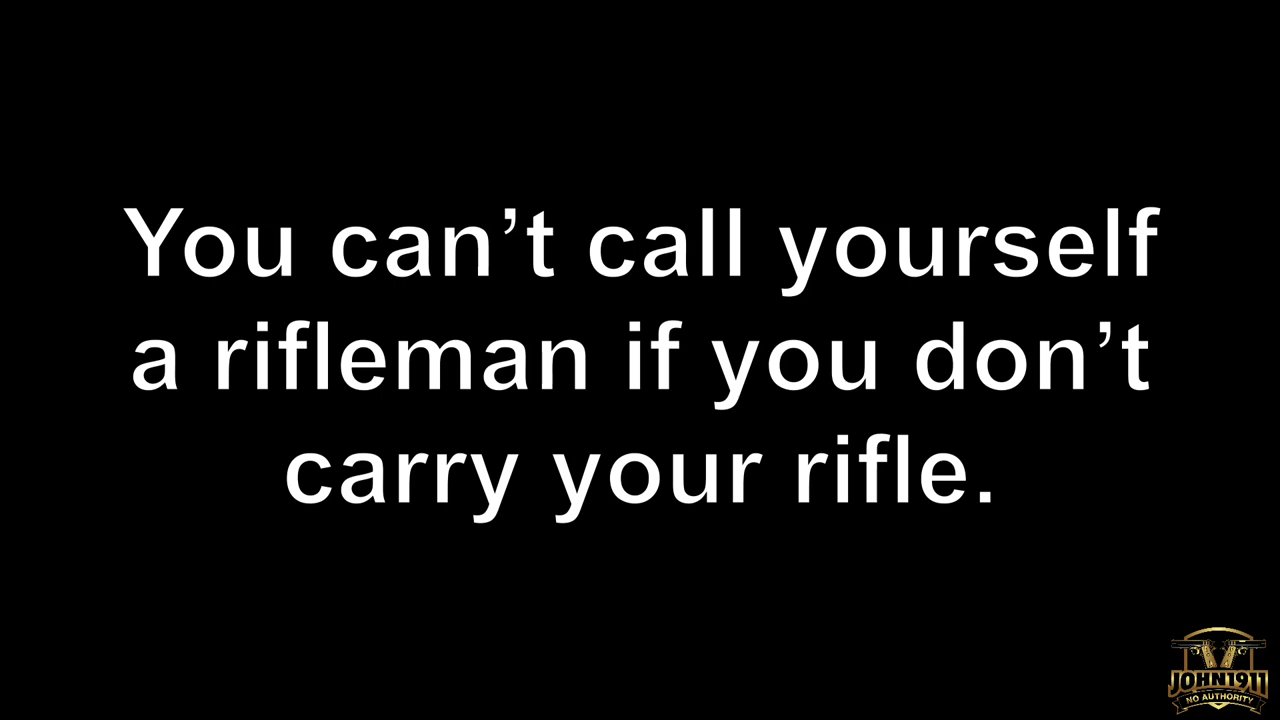 You can’t call yourself
a rifleman if you don’t
carry your rifle.
JOHN1911
NO AUTHORITY